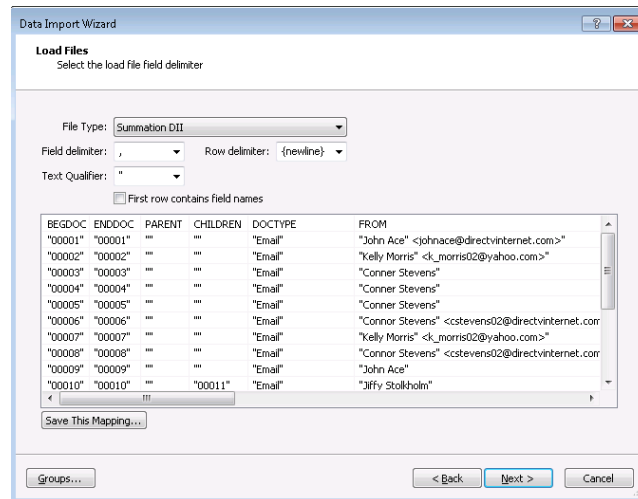 Data Import Wizard
Load Files
Select the load file field delimiter
File Type: Summation DII
Field delimiter: , Row delimiter: {newline}
Text Qualifier: "
First row contains field names
BEGDOC ENDDOC PARENT CHILDREN DOCTYPE FROM
"00001" "00001" "" "" "Email" "John Ace" <johnace@directvinternet.com>"
"00002" "00002" "" "" "Email" "Kelly Morris" <k_morris02@yahoo.com>"
"00003" "00003" "" "" "Email" "Conner Stevens"
"00004" "00004" "" "" "Email" "Conner Stevens"
"00005" "00005" "" "" "Email" "Conner Stevens"
"00006" "00006" "" "" "Email" "Connor Stevens" <cstevens02@directvinternet.com
"00007" "00007" "" "" "Email" "Kelly Morris" <k_morris02@yahoo.com>"
"00008" "00008" "" "" "Email" "Connor Stevens" <cstevens02@directvinternet.com
"00009" "00009" "" "" "Email" "John Ace"
"00010" "00010" "" "00011" "Email" "Jiffy Stolkholm"
Save This Mapping...
Groups... < Back Next > Cancel